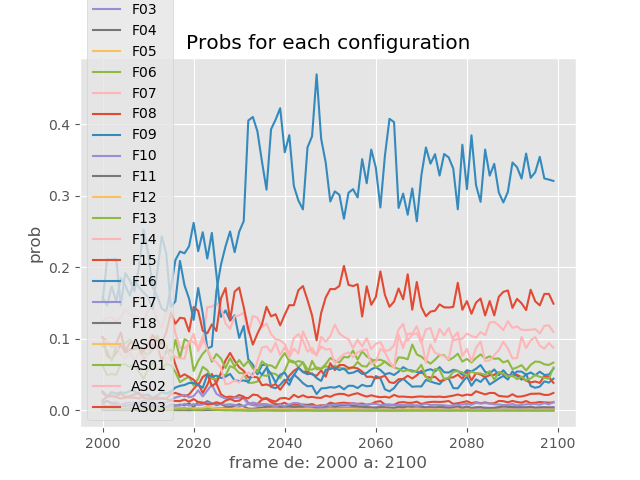 F03
F04
F05
F06
F07
F08
F09
F10
F11
F12
F13
F14
F15
F16
F17
F18
AS00
AS01
AS02
AS03
Probs for each configuration
prob
0.4
0.3
0.2
0.1
0.0
2000
2020
2040
2060
2080
2100
frame de: 2000 a: 2100